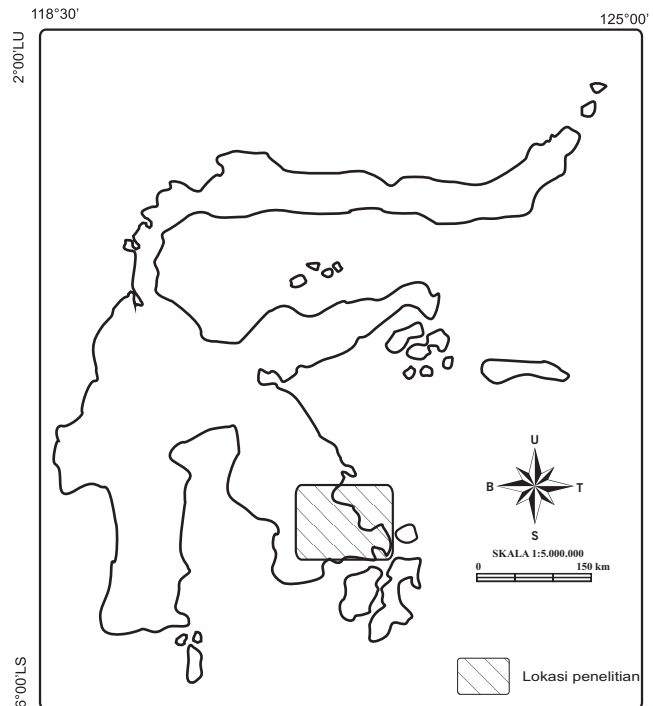 118°30'
125°00'
2°00'LU
U
B
T
S
SKALA 1:5.000.000
0
150 km
6°00'LS
Lokasi penelitian